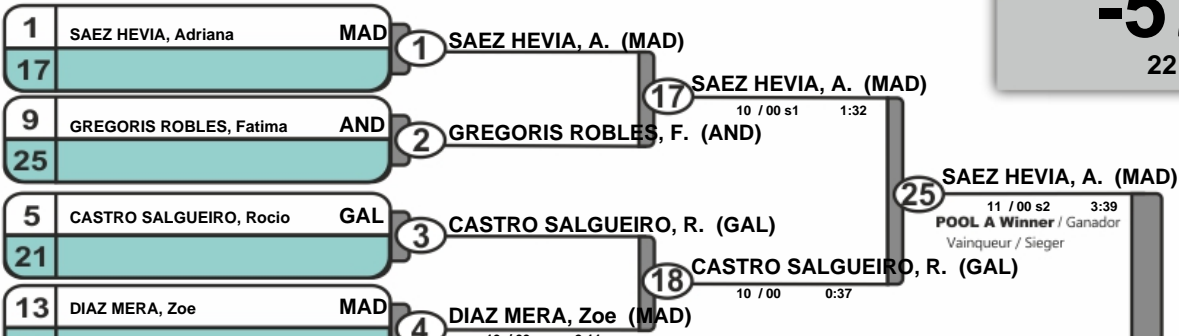 -5
22
1 SAEZ HEVIA, Adriana MAD
17
1 SAEZ HEVIA, A. (MAD)
17 SAEZ HEVIA, A. (MAD)
10 / 00 s1 1:32
9 GREGORIS ROBLES, Fatima AND
25
2 GREGORIS ROBLES, F. (AND)
25 SAEZ HEVIA, A. (MAD)
11 / 00 s2 3:39
POOL A Winner / Ganador
Vainqueur / Sieger
5 CASTRO SALGUEIRO, Rocio GAL
21
3 CASTRO SALGUEIRO, R. (GAL)
18 CASTRO SALGUEIRO, R. (GAL)
10 / 00 0:37
13 DIAZ MERA, Zoe MAD
4 DIAZ MERA, Zoe (MAD)